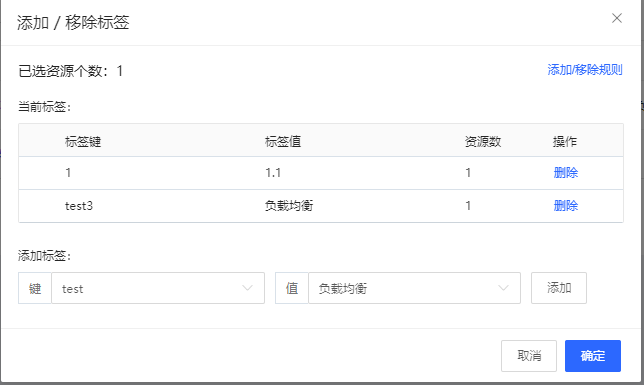 添加 / 移除标签
已选资源个数：1
添加/移除规则
当前标签：
标签键 标签值 资源数 操作
1 1.1 1 删除
test3 负载均衡 1 删除
添加标签：
键 test 值 负载均衡 添加
取消 确定